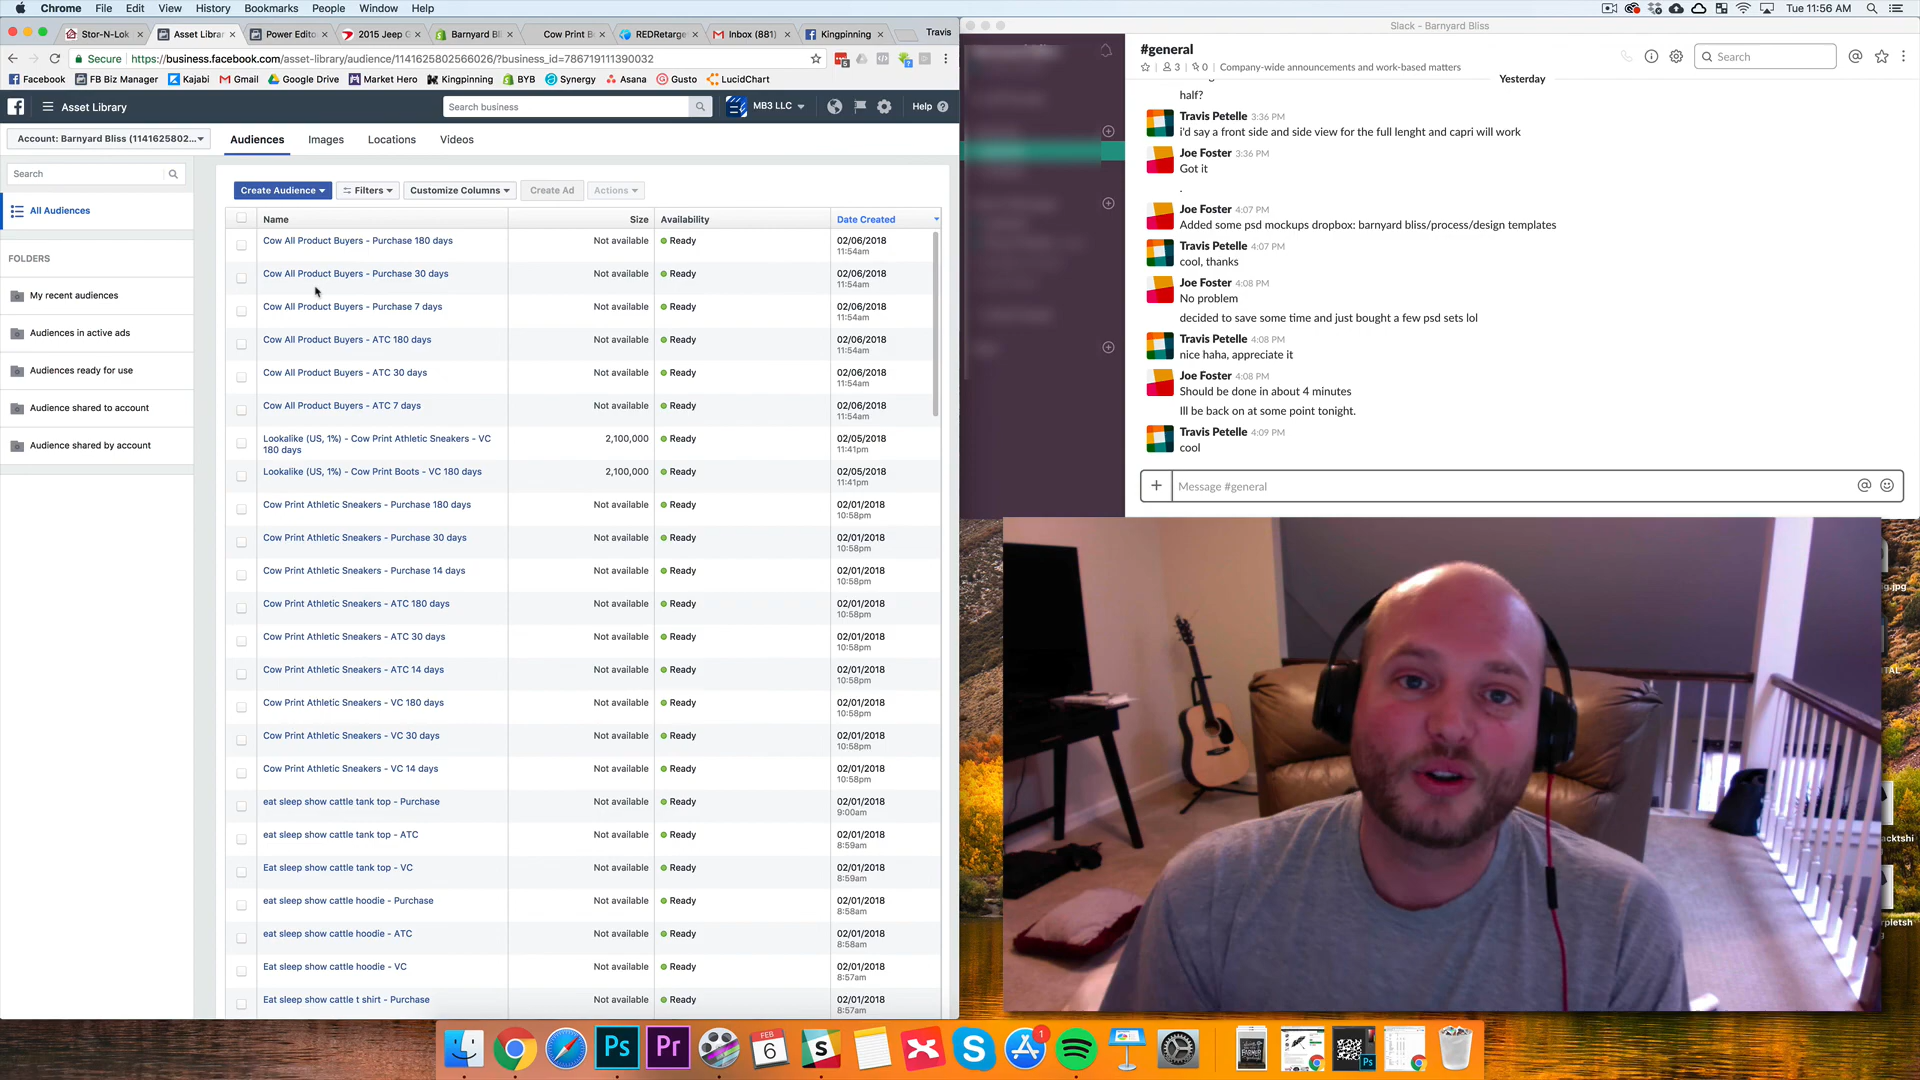 Chrome File Edit View History Bookmarks People Window Help Tue 11:56 AM
Stor-N-Lok Asset Librar Power Edito 2015 Jeep G Barnyard Bli Cow Print B REDRetarge Inbox (881) Kingpinning Travis
Secure https://business.facebook.com/asset-library/audience/1141625802566026/?business_id=786719111390032
Facebook FB Biz Manager Kajabi Gmail Google Drive Market Hero Kingpinning BYB Synergy Asana Gusto LucidChart
Asset Library Search business MB3 LLC Help
Account: Barnyard Bliss (1141625802... Audiences Images Locations Videos
Search
All Audiences
FOLDERS
My recent audiences
Audiences in active ads
Audiences ready for use
Audience shared to account
Audience shared by account
Create Audience Filters Customize Columns Create Ad Actions
Name Size Availability Date Created
Cow All Product Buyers - Purchase 180 days Not available Ready 02/06/2018
11:54am
Cow All Product Buyers - Purchase 30 days Not available Ready 02/06/2018
11:54am
Cow All Product Buyers - Purchase 7 days Not available Ready 02/06/2018
11:54am
Cow All Product Buyers - ATC 180 days Not available Ready 02/06/2018
11:54am
Cow All Product Buyers - ATC 30 days Not available Ready 02/06/2018
11:54am
Cow All Product Buyers - ATC 7 days Not available Ready 02/06/2018
11:54am
Lookalike (US, 1%) - Cow Print Athletic Sneakers - VC 2,100,000 Ready 02/05/2018
180 days 11:41pm
Lookalike (US, 1%) - Cow Print Boots - VC 180 days 2,100,000 Ready 02/05/2018
11:41pm
Cow Print Athletic Sneakers - Purchase 180 days Not available Ready 02/01/2018
10:58pm
Cow Print Athletic Sneakers - Purchase 30 days Not available Ready 02/01/2018
10:58pm
Cow Print Athletic Sneakers - Purchase 14 days Not available Ready 02/01/2018
10:58pm
Cow Print Athletic Sneakers - ATC 180 days Not available Ready 02/01/2018
10:58pm
Cow Print Athletic Sneakers - ATC 30 days Not available Ready 02/01/2018
10:58pm
Cow Print Athletic Sneakers - ATC 14 days Not available Ready 02/01/2018
10:58pm
Cow Print Athletic Sneakers - VC 180 days Not available Ready 02/01/2018
10:58pm
Cow Print Athletic Sneakers - VC 30 days Not available Ready 02/01/2018
10:58pm
Cow Print Athletic Sneakers - VC 14 days Not available Ready 02/01/2018
10:58pm
eat sleep show cattle tank top - Purchase Not available Ready 02/01/2018
9:00am
eat sleep show cattle tank top - ATC Not available Ready 02/01/2018
8:59am
Eat sleep show cattle tank top - VC Not available Ready 02/01/2018
8:59am
eat sleep show cattle hoodie - Purchase Not available Ready 02/01/2018
8:58am
eat sleep show cattle hoodie - ATC Not available Ready 02/01/2018
8:58am
Eat sleep show cattle hoodie - VC Not available Ready 02/01/2018
8:57am
Eat sleep show cattle t shirt - Purchase Not available Ready 02/01/2018
8:57am
Slack - Barnyard Bliss
#general
3 0 Company-wide announcements and work-based matters Search
Yesterday
half?
Travis Petelle 3:36 PM
i'd say a front side and side view for the full lenght and capri will work
Joe Foster 3:36 PM
Got it
.
Joe Foster 4:07 PM
Added some psd mockups dropbox: barnyard bliss/process/design templates
Travis Petelle 4:07 PM
cool, thanks
Joe Foster 4:08 PM
No problem
decided to save some time and just bought a few psd sets lol
Travis Petelle 4:08 PM
nice haha, appreciate it
Joe Foster 4:08 PM
Should be done in about 4 minutes
Ill be back on at some point tonight.
Travis Petelle 4:09 PM
cool
Message #general
g.jpg
AL
acktshi
rpletsh
Ps Pr FEB 6 S S 1